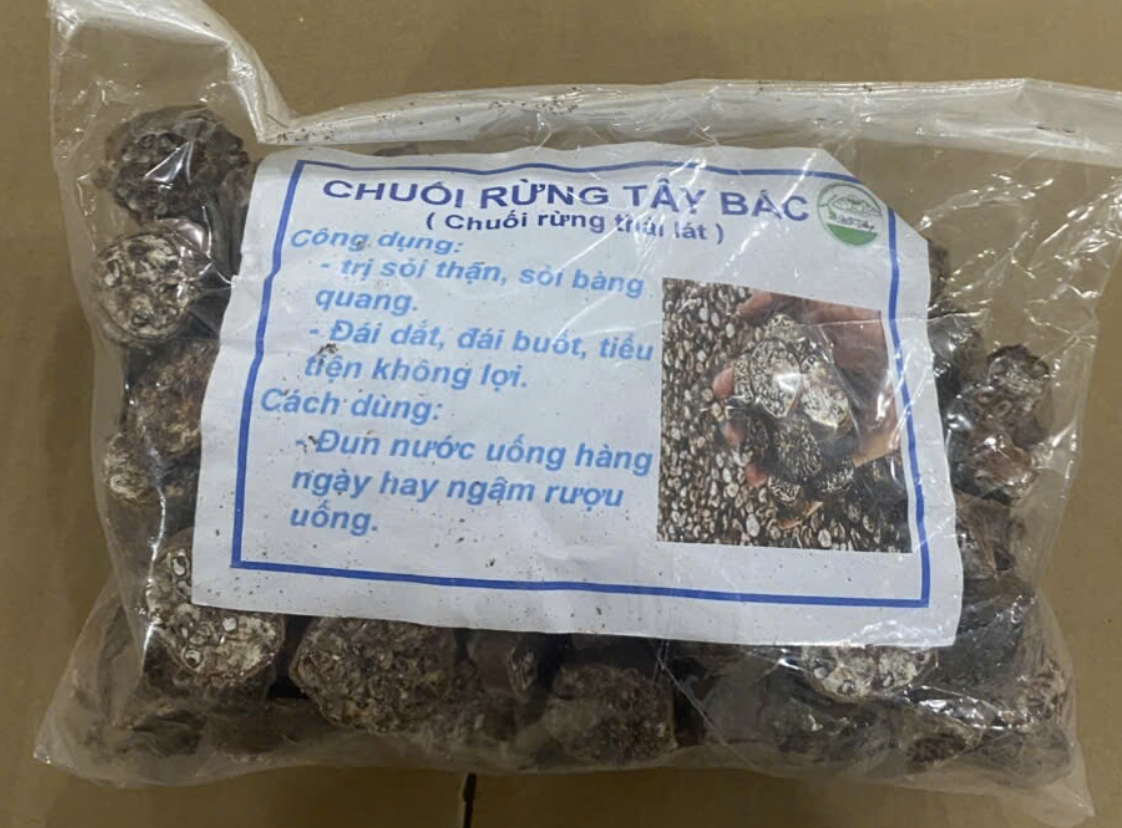 CHUỐI RỪNG TÂY BẮC
( Chuối rừng thái lát )
Công dụng:
- trị sỏi thận, sỏi bàng
quang.
- Đái dắt, đái buốt, tiểu
tiện không lợi.
Cách dùng:
- Đun nước uống hàng
ngày hay ngâm rượu
uống.